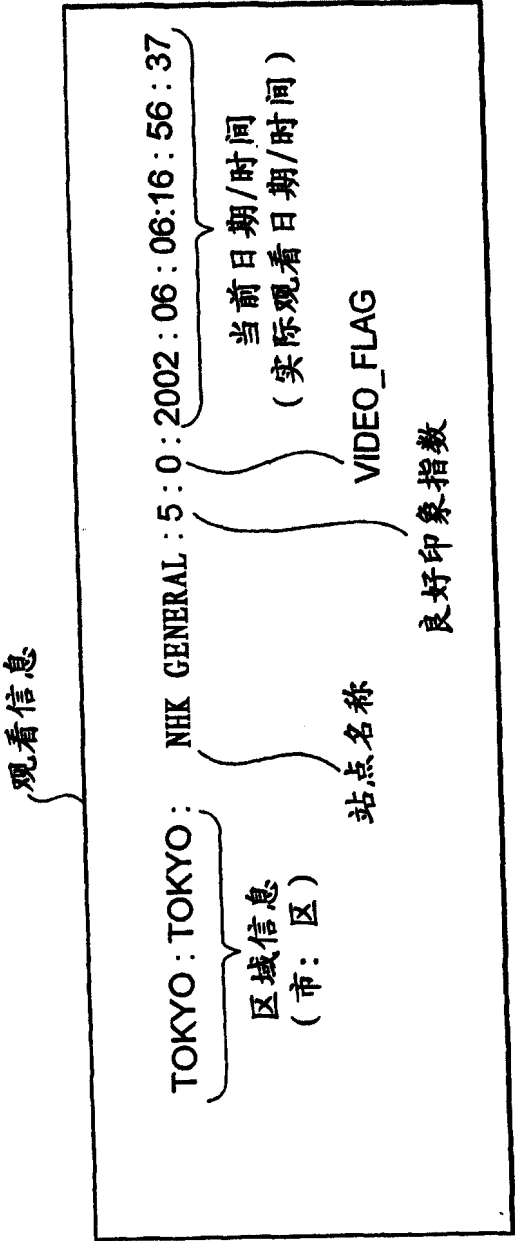 观看信息
TOKYO : TOKYO : NHK GENERAL : 5 : 0 : 2002 : 06 : 06:16 : 56 : 37
区域信息
(市: 区)
站点名称
良好印象指数
VIDEO_FLAG
当前日期/时间
(实际观看日期/时间)